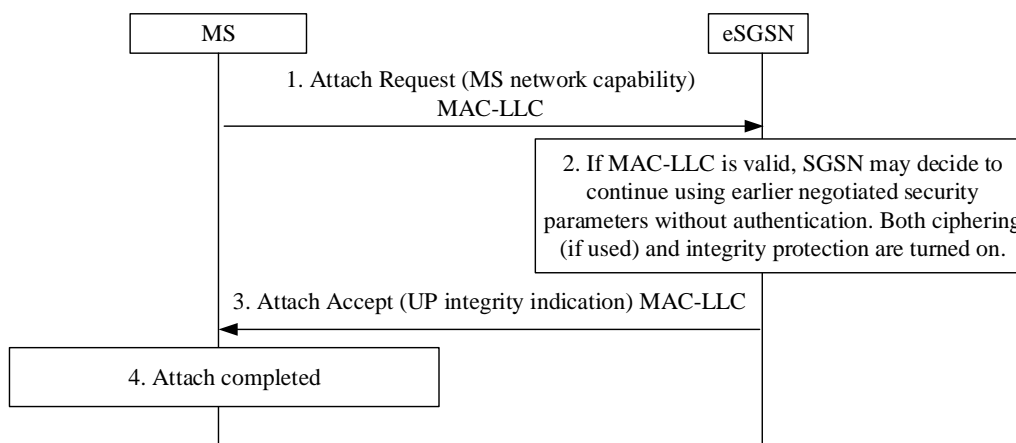 MS
eSGSN
1. Attach Request (MS network capability)
MAC-LLC
2. If MAC-LLC is valid, SGSN may decide to
continue using earlier negotiated security
parameters without authentication. Both ciphering
(if used) and integrity protection are turned on.
3. Attach Accept (UP integrity indication) MAC-LLC
4. Attach completed